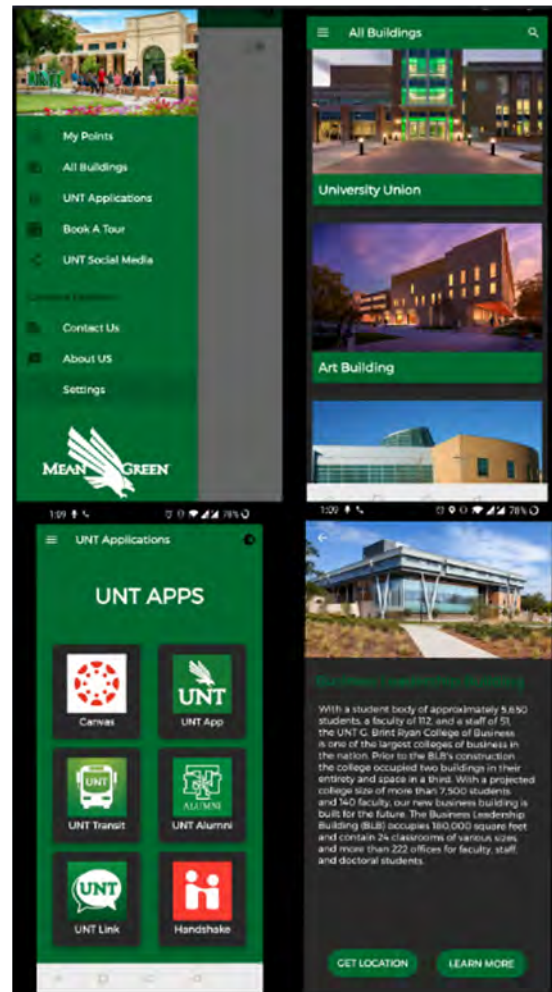 My Points
All Buildings
UNT Applications
Book A Tour
UNT Social Media
Contact Us
About US
Settings
MEAN GREEN
All Buildings
University Union
Art Building
1:09
78%
UNT Applications
UNT APPS
Canvas
UNT
UNT App
UNT
UNT Transit
ALUMNI
UNT Alumni
UNT
UNT Link
Handshake
1:09
78%
Business Leadership Building
With a student body of approximately 5,650
students, a faculty of 112, and a staff of 51,
the UNT G. Brint Ryan College of Business
is one of the largest colleges of business in
the nation. Prior to the BLB's construction
the college occupied two buildings in their
entirety and space in a third. With a projected
college size of more than 7,500 students
and 140 faculty, our new business building is
built for the future. The Business Leadership
Building (BLB) occupies 180,000 square feet
and contain 24 classrooms of various sizes
and more than 222 offices for faculty, staff,
and doctoral students.
GET LOCATION
LEARN MORE